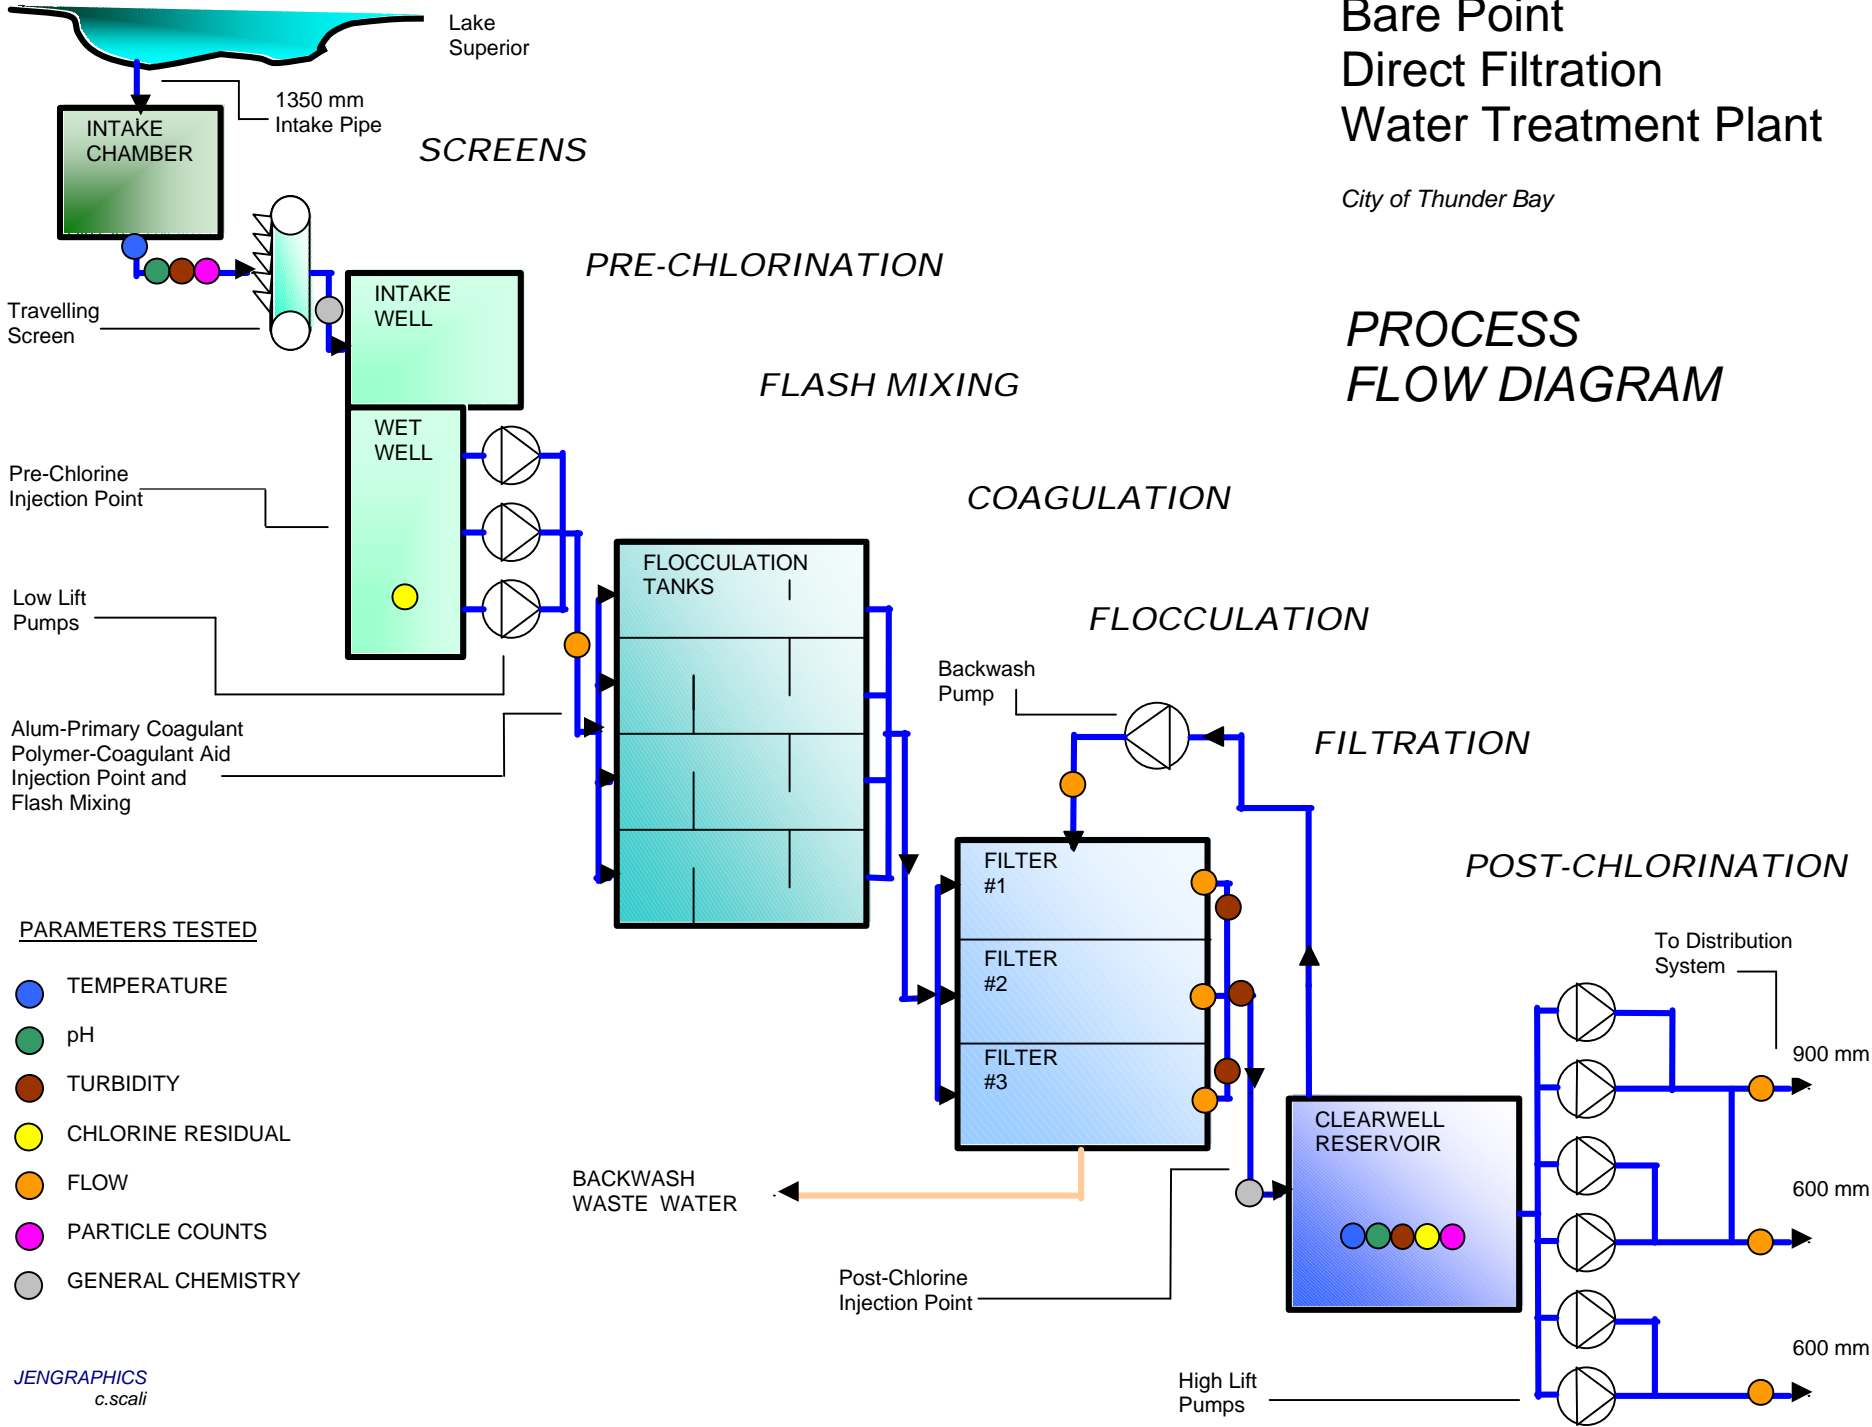 Bare Point
Direct Filtration
Water Treatment Plant
City of Thunder Bay
PROCESS
FLOW DIAGRAM
Lake
Superior
1350 mm
Intake Pipe
INTAKE
CHAMBER
SCREENS
PRE-CHLORINATION
Travelling
Screen
INTAKE
WELL
FLASH MIXING
WET
WELL
Pre-Chlorine
Injection Point
COAGULATION
Low Lift
Pumps
FLOCCULATION
TANKS
FLOCCULATION
Backwash
Pump
Alum-Primary Coagulant
Polymer-Coagulant Aid
Injection Point and
Flash Mixing
FILTRATION
FILTER
#1
FILTER
#2
FILTER
#3
POST-CHLORINATION
PARAMETERS TESTED
TEMPERATURE
pH
TURBIDITY
CHLORINE RESIDUAL
FLOW
PARTICLE COUNTS
GENERAL CHEMISTRY
To Distribution
System
900 mm
600 mm
600 mm
CLEARWELL
RESERVOIR
BACKWASH
WASTE WATER
Post-Chlorine
Injection Point
High Lift
Pumps
JENGRAPHICS
c.scali